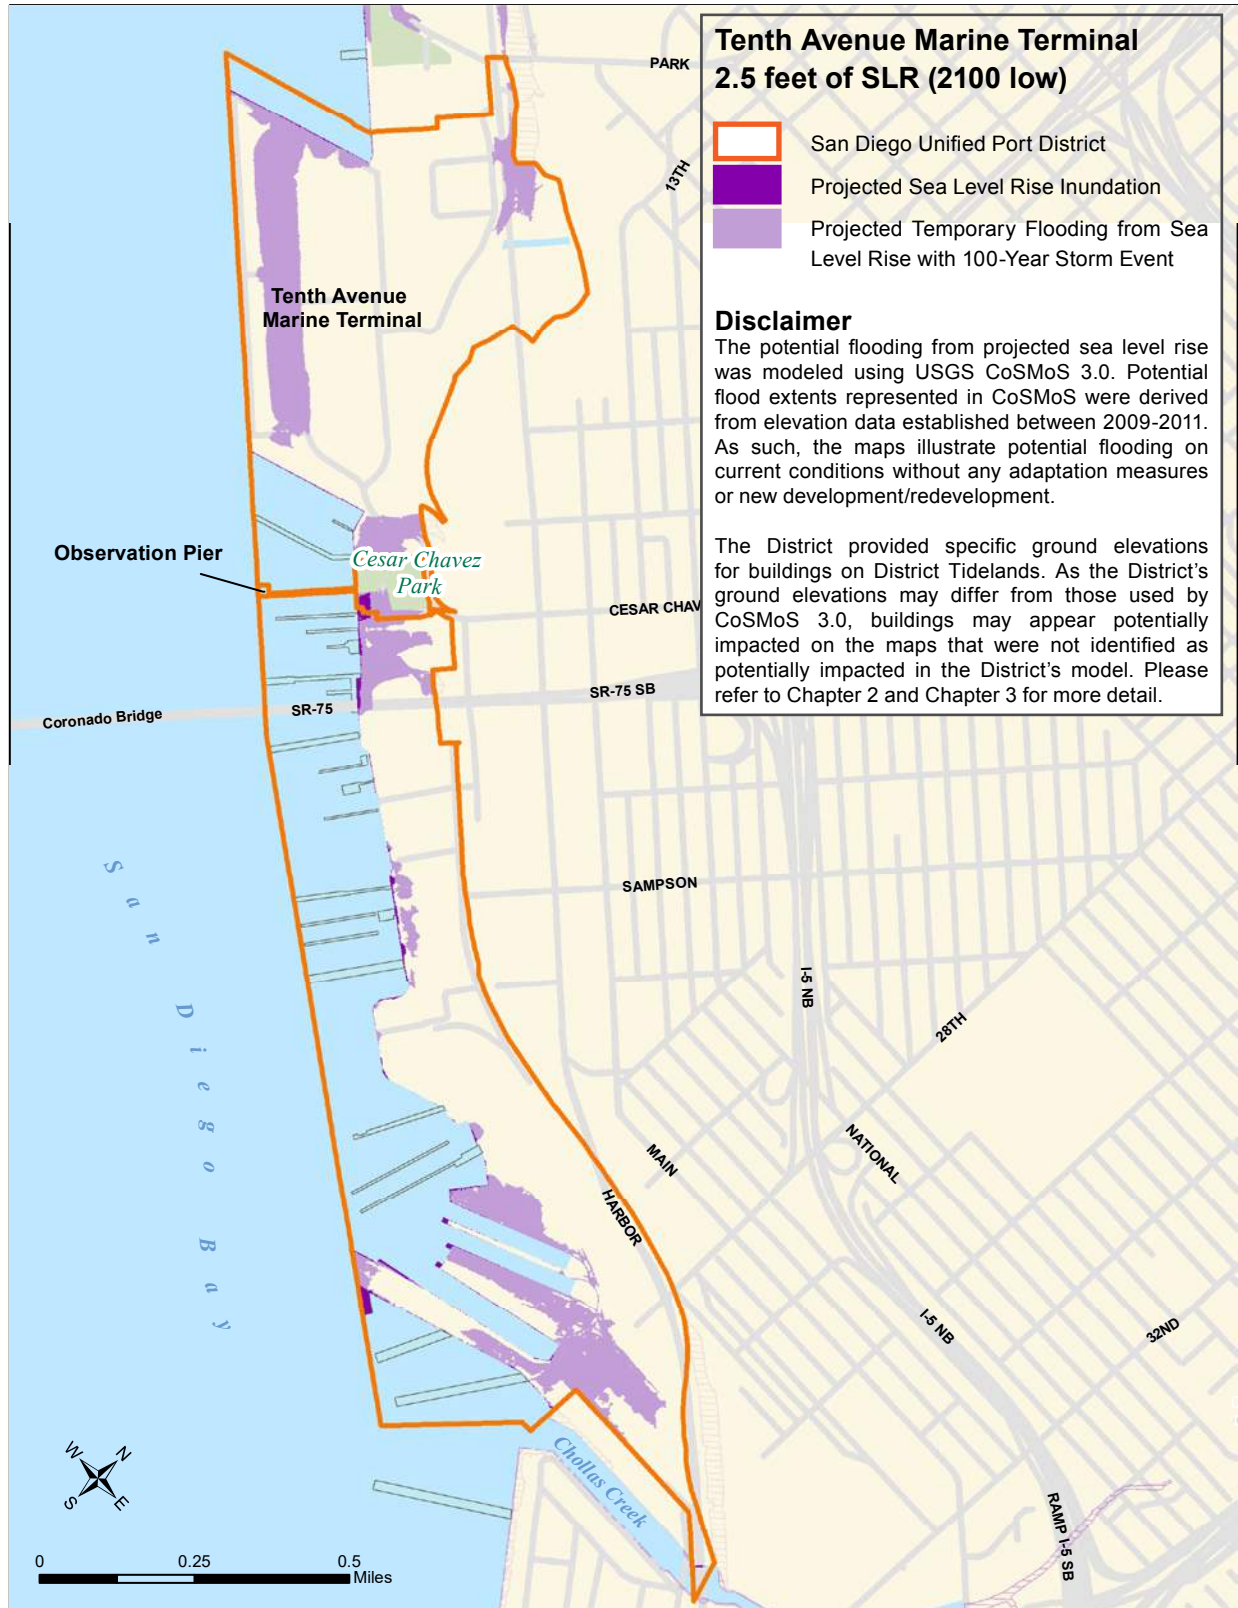 Tenth Avenue Marine Terminal
2.5 feet of SLR (2100 low)
San Diego Unified Port District
Projected Sea Level Rise Inundation
Projected Temporary Flooding from Sea
Level Rise with 100-Year Storm Event
Disclaimer
The potential flooding from projected sea level rise
was modeled using USGS CoSMoS 3.0. Potential
flood extents represented in CoSMoS were derived
from elevation data established between 2009-2011.
As such, the maps illustrate potential flooding on
current conditions without any adaptation measures
or new development/redevelopment.
The District provided specific ground elevations
for buildings on District Tidelands. As the District's
ground elevations may differ from those used by
CoSMoS 3.0, buildings may appear potentially
impacted on the maps that were not identified as
potentially impacted in the District's model. Please
refer to Chapter 2 and Chapter 3 for more detail.
PARK
13TH
Tenth Avenue
Marine Terminal
Observation Pier
Cesar Chavez
Park
CESAR CHAV
SR-75 SB
SR-75
Coronado Bridge
SAMPSON
San Diego Bay
I-5 NB
28TH
NATIONAL
MAIN
HARBOR
I-5 NB
32ND
Chollas Creek
RAMP I-5 SB
W
N
S
E
0
0.25
0.5
Miles